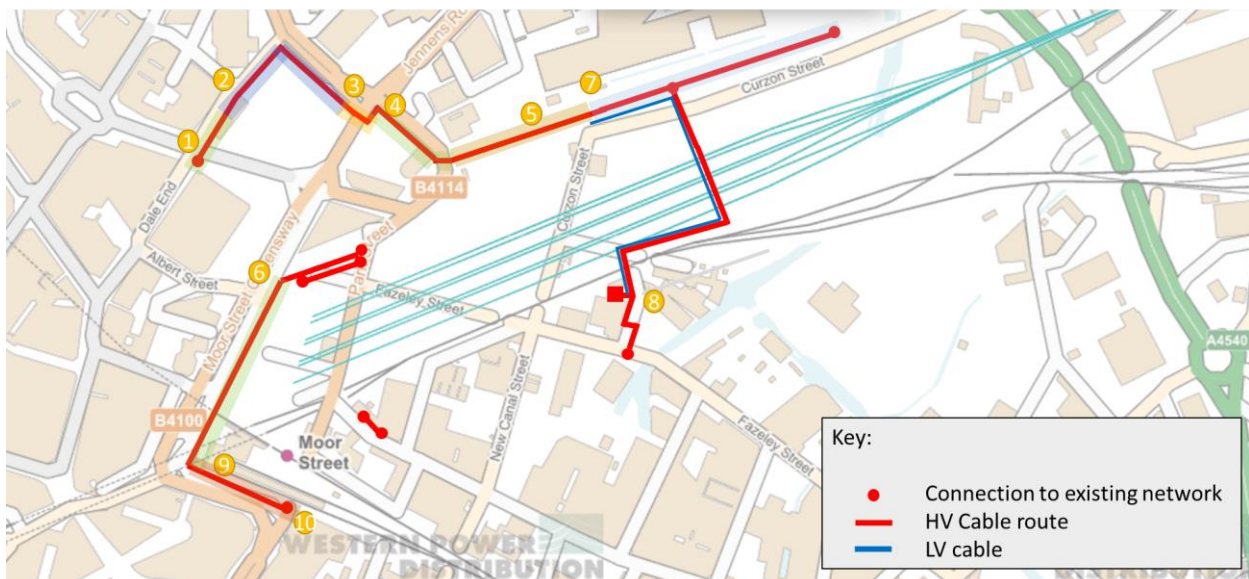 Jennens Ro
2
3
4
7
Curzon Street
5
1
B4114
Dale End
Curzon Street
Park Street
6
Albert Street
Moor Street Queensway
Fazeley Street
8
A4540
B4100
New Canal Street
Key:
Moor
Street
9
Fazeley Street
Connection to existing network
10
HV Cable route
WESTERN POWER
LV cable
DISTRIBUTION